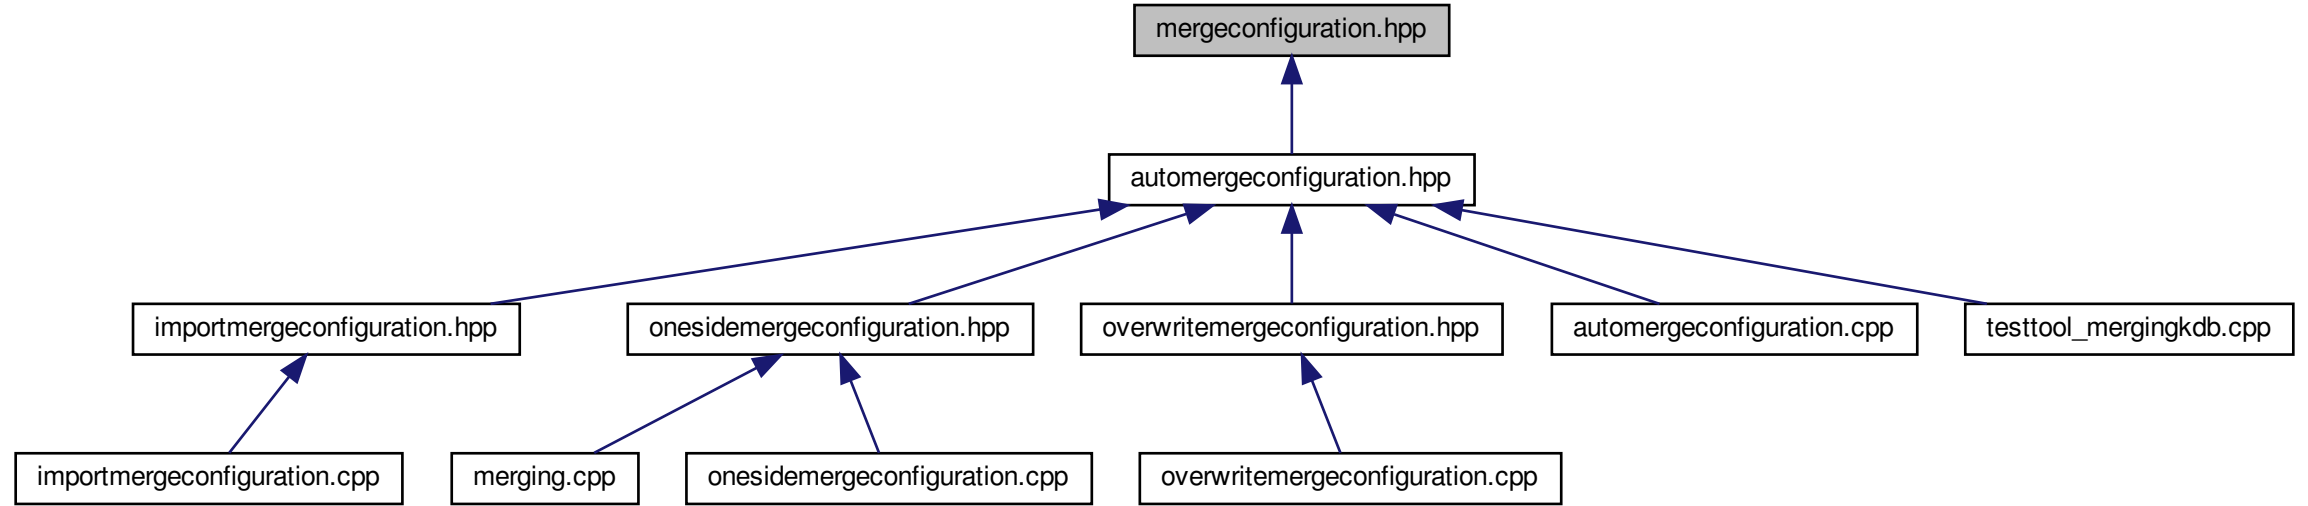 mergeconfiguration.hpp
automergeconfiguration.hpp
importmergeconfiguration.hpp
onesidemergeconfiguration.hpp
overwritemergeconfiguration.hpp
automergeconfiguration.cpp
testtool_mergingkdb.cpp
importmergeconfiguration.cpp
merging.cpp
onesidemergeconfiguration.cpp
overwritemergeconfiguration.cpp